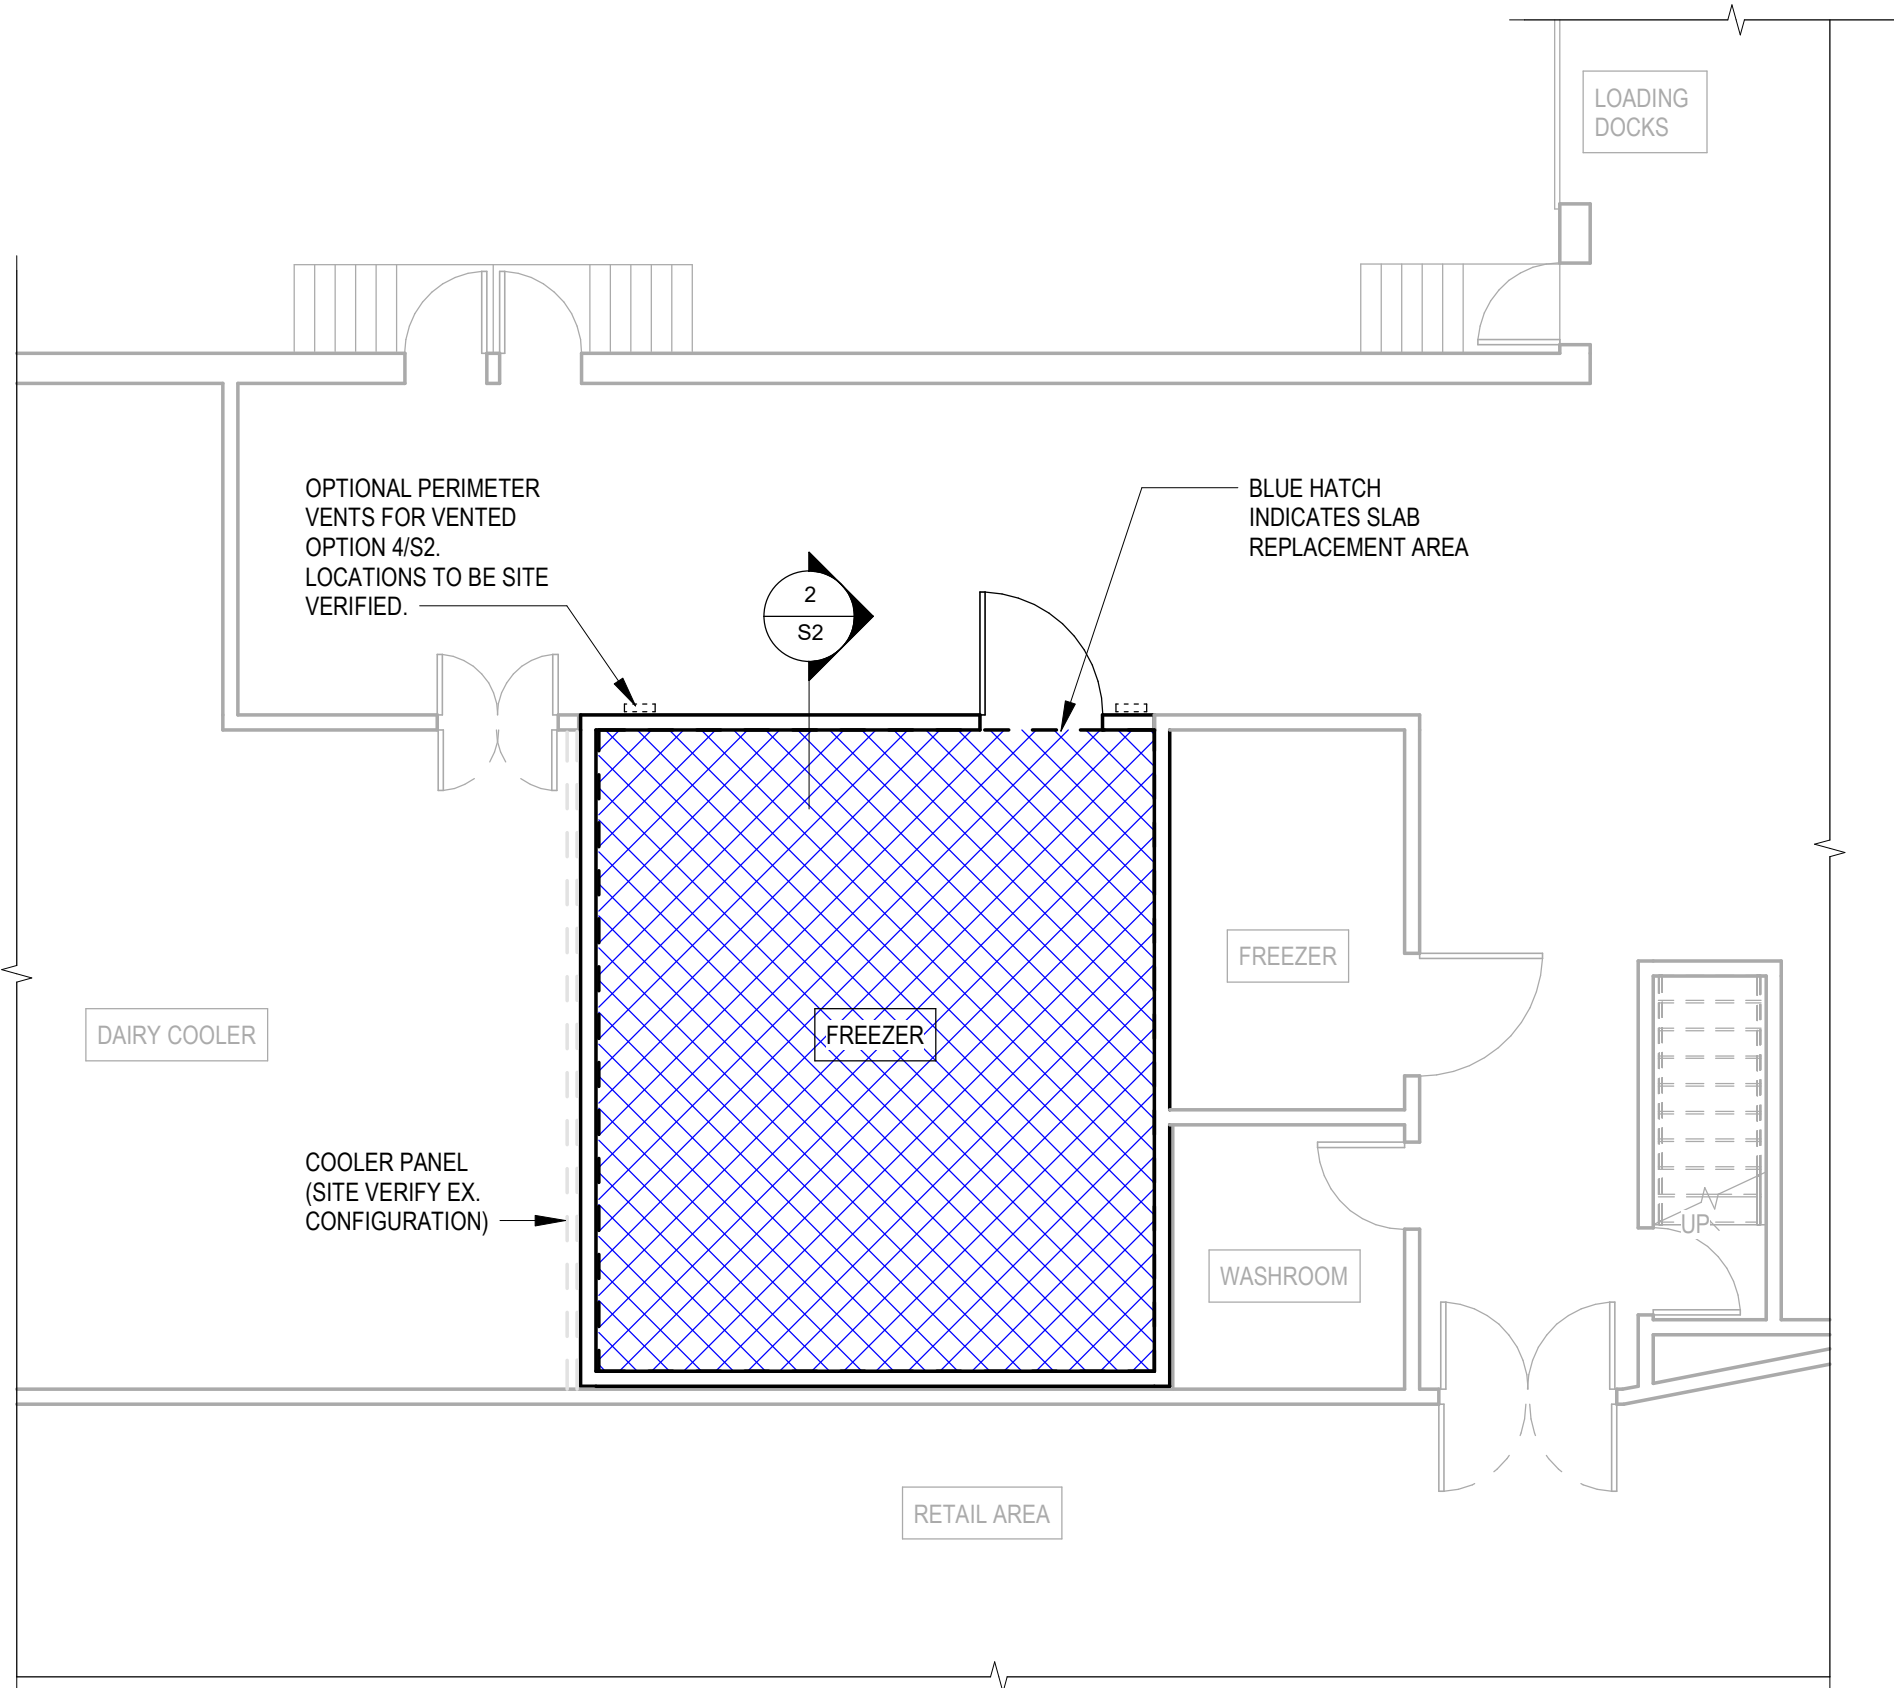 LOADING
DOCKS
OPTIONAL PERIMETER
VENTS FOR VENTED
OPTION 4/S2.
LOCATIONS TO BE SITE
VERIFIED.
2
S2
BLUE HATCH
INDICATES SLAB
REPLACEMENT AREA
FREEZER
DAIRY COOLER
FREEZER
COOLER PANEL
(SITE VERIFY EX.
CONFIGURATION)
UP
WASHROOM
RETAIL AREA